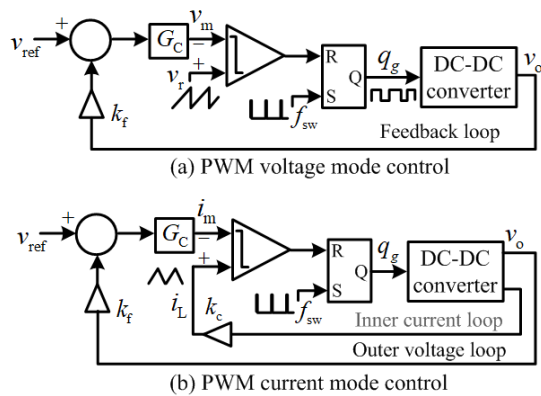 v_ref
+
G_C
v_m
−
+
v_r
R
S
Q
f_sw
q_g
DC-DC
converter
v_o
k_f
Feedback loop
(a) PWM voltage mode control
v_ref
+
G_C
i_m
−
+
i_L
k_c
R
S
Q
f_sw
q_g
DC-DC
converter
v_o
k_f
Inner current loop
Outer voltage loop
(b) PWM current mode control